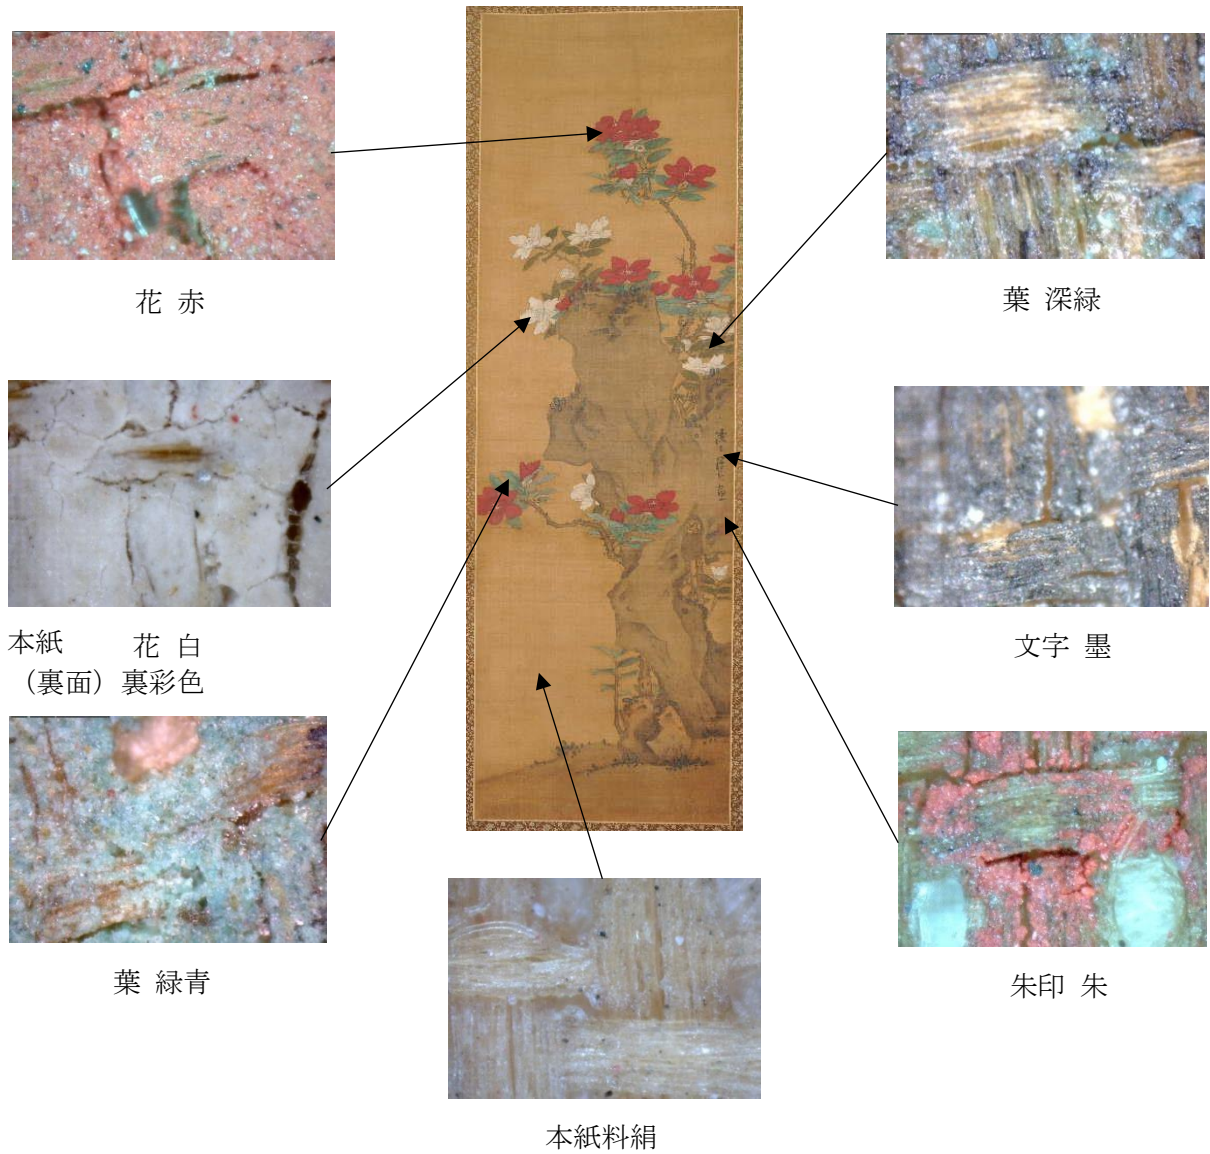 花 赤
葉 深緑
本紙 花 白
（裏面）裏彩色
文字 墨
葉 緑青
朱印 朱
本紙料絹